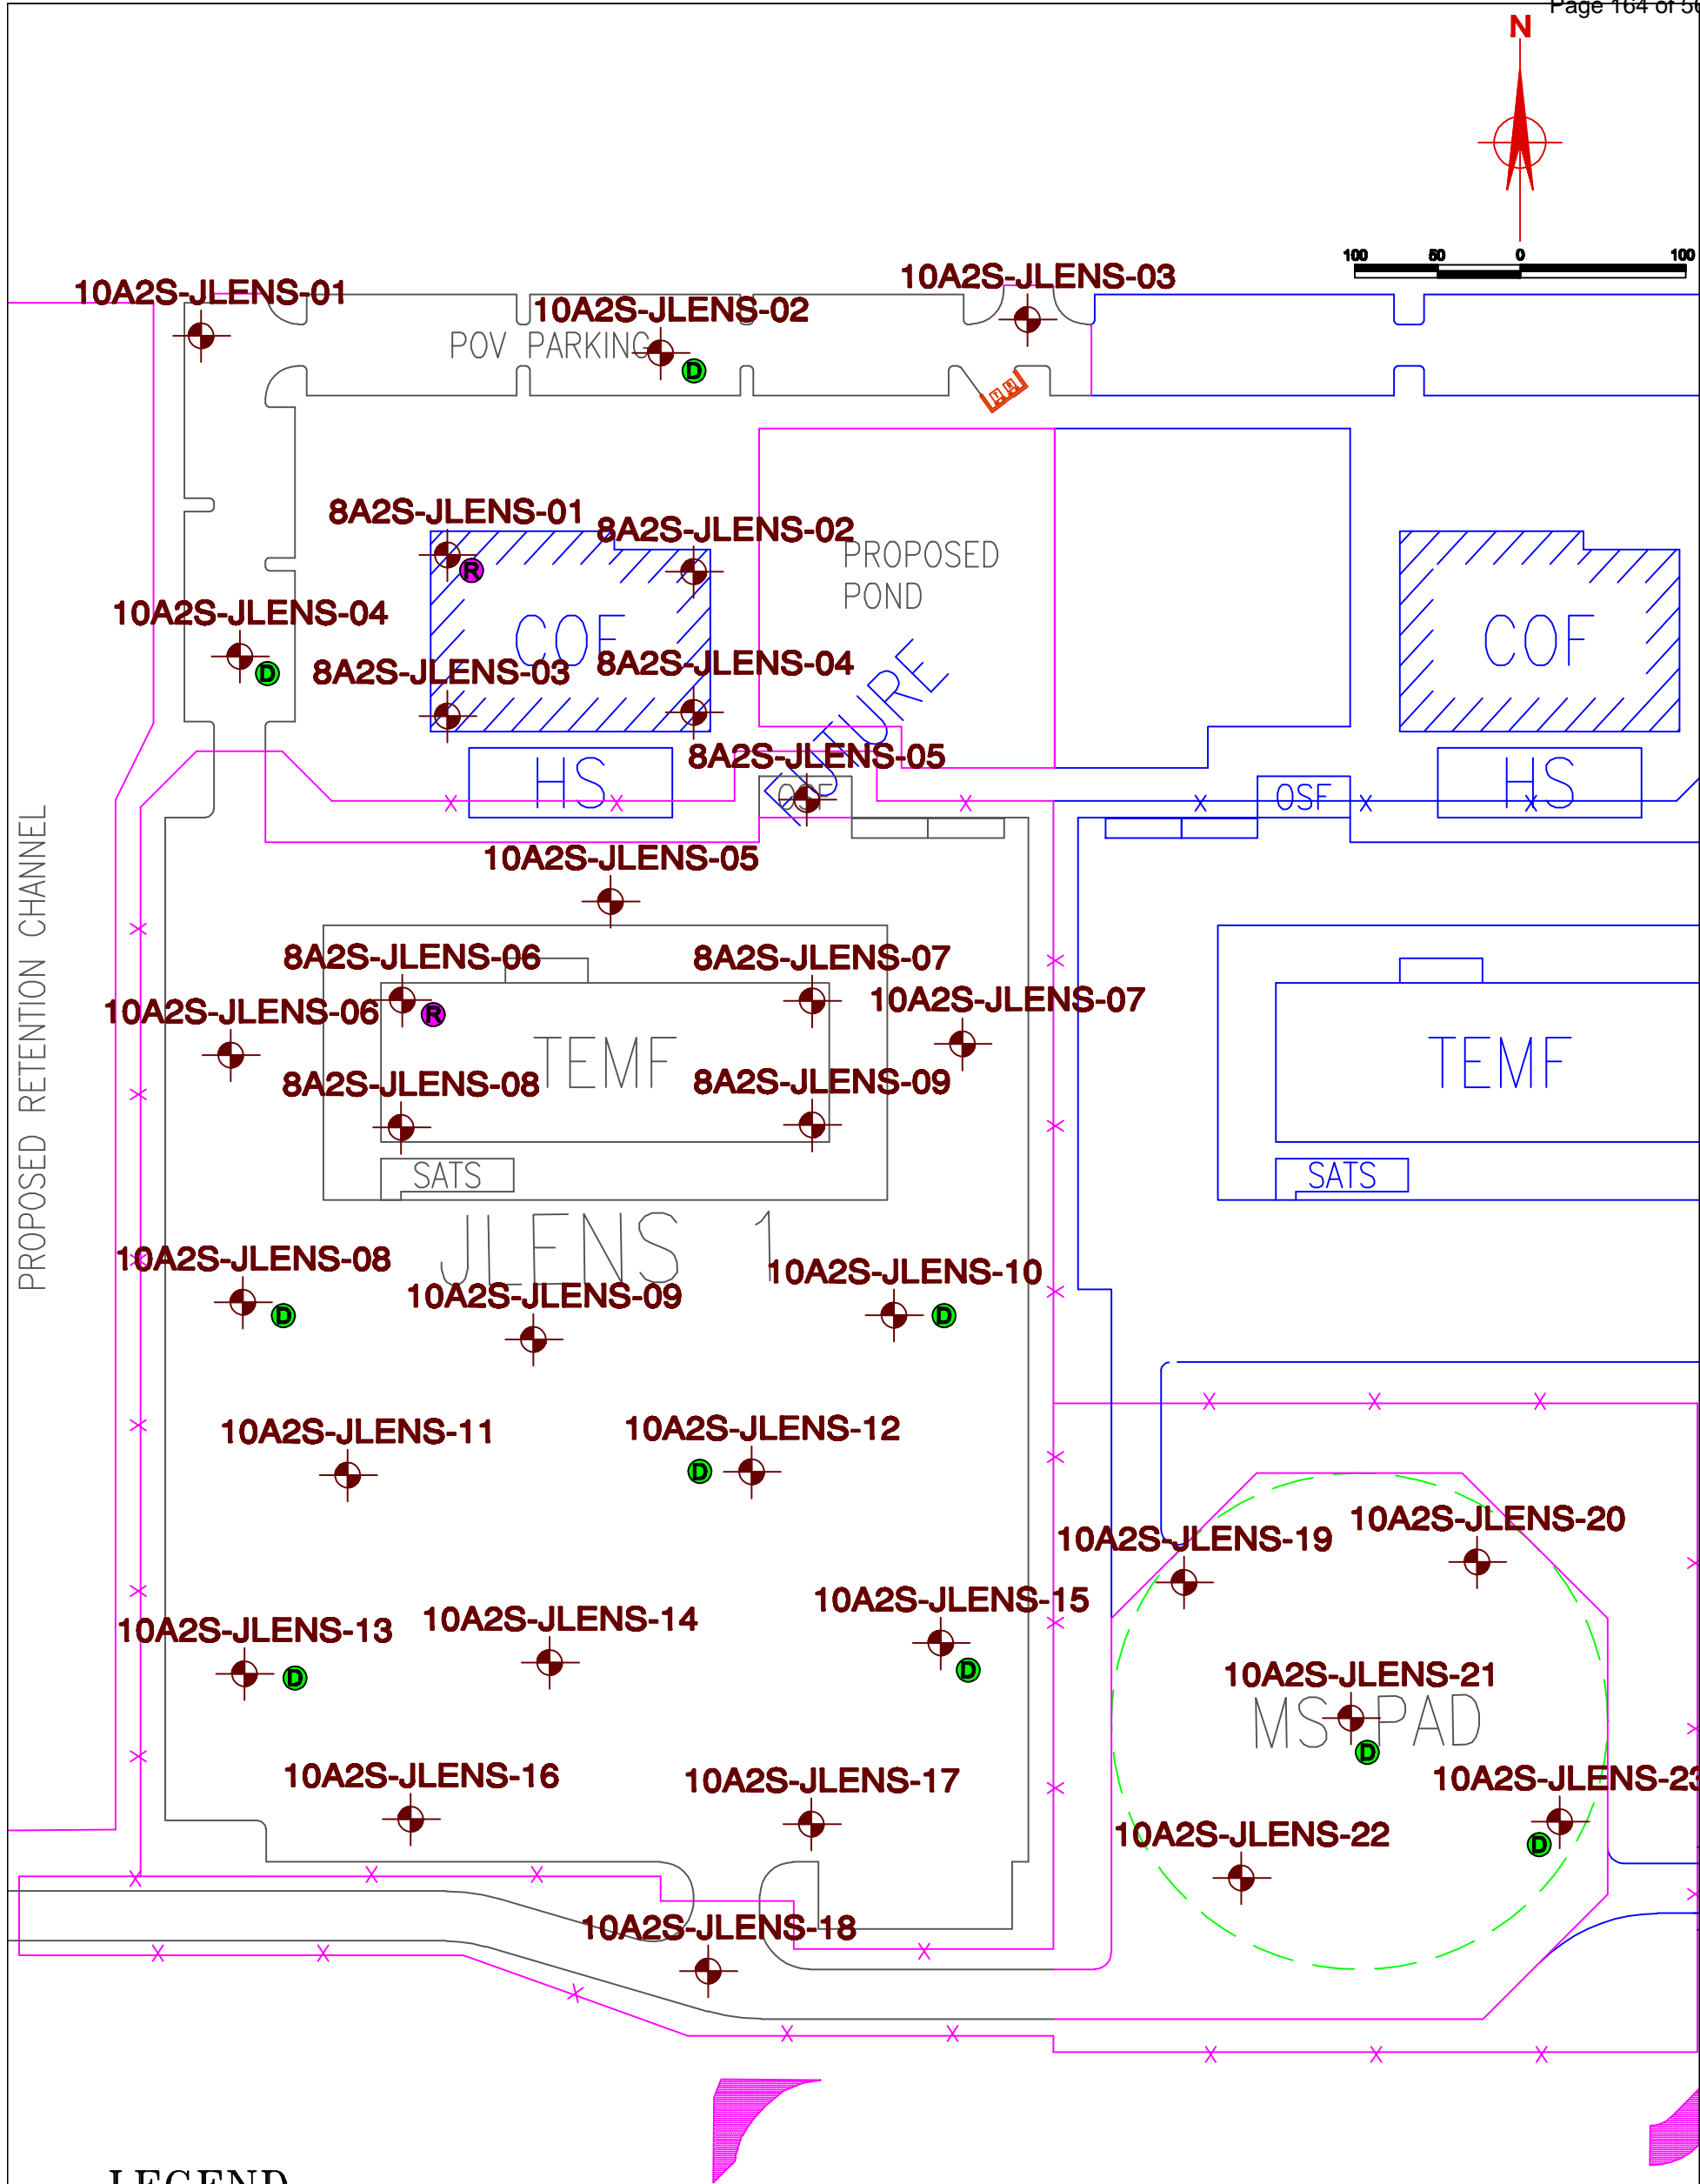 Page 164 of 56
N
100 50 0 100
10A2S-JLENS-01
10A2S-JLENS-02
10A2S-JLENS-03
POV PARKING
D
8A2S-JLENS-01
8A2S-JLENS-02
R
PROPOSED
POND
10A2S-JLENS-04
D
COF
COF
8A2S-JLENS-03
8A2S-JLENS-04
FUTURE
8A2S-JLENS-05
HS
OSF
OSF
HS
PROPOSED RETENTION CHANNEL
10A2S-JLENS-05
8A2S-JLENS-06
8A2S-JLENS-07
R
10A2S-JLENS-06
10A2S-JLENS-07
TEMF
TEMF
8A2S-JLENS-08
8A2S-JLENS-09
SATS
SATS
JLENS 1
10A2S-JLENS-08
D
10A2S-JLENS-09
10A2S-JLENS-10
D
10A2S-JLENS-11
10A2S-JLENS-12
D
10A2S-JLENS-19
10A2S-JLENS-20
10A2S-JLENS-13
D
10A2S-JLENS-14
10A2S-JLENS-15
D
10A2S-JLENS-21
MS PAD
D
10A2S-JLENS-16
10A2S-JLENS-17
10A2S-JLENS-23
D
10A2S-JLENS-22
10A2S-JLENS-18
LEGEND